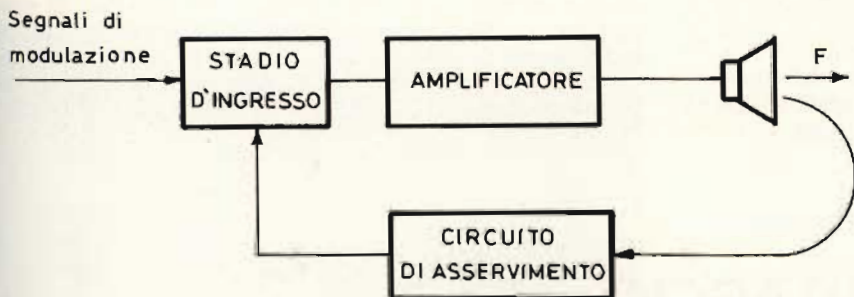 Segnali di
modulazione
STADIO
D'INGRESSO
AMPLIFICATORE
F
CIRCUITO
DI ASSERVIMENTO